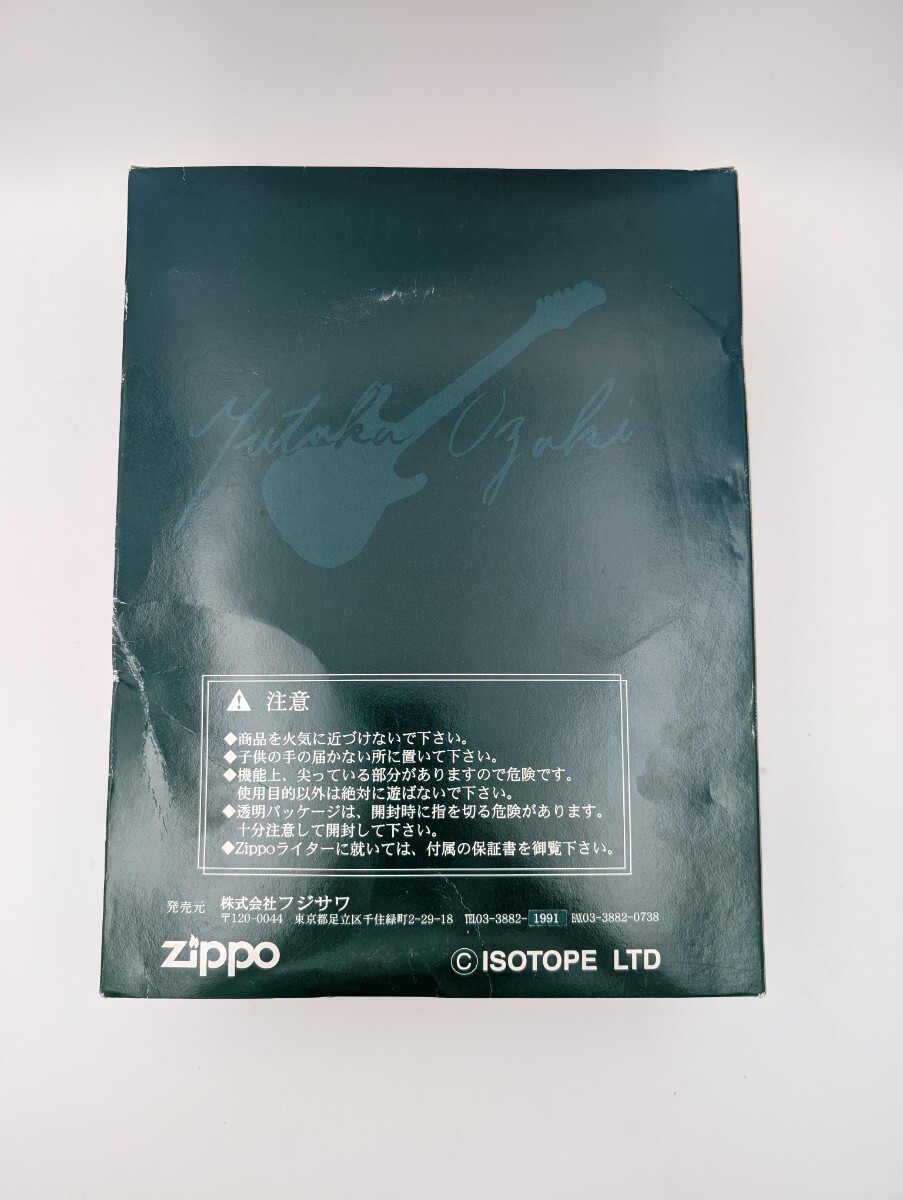 Yutaka Ozaki
注意
◆商品を火気に近づけないで下さい。
◆子供の手の届かない所に置いて下さい。
◆機能上、尖っている部分がありますので危険です。
使用目的以外は絶対に遊ばないで下さい。
◆透明パッケージは、開封時に指を切る危険があります。
十分注意して開封して下さい。
◆Zippoライターに就いては、付属の保証書を御覧下さい。
発売元 株式会社フジサワ
〒120-0044 東京都足立区千住緑町2-29-18 TEL03-3882-1991 FAX03-3882-0738
zippo
©ISOTOPE LTD